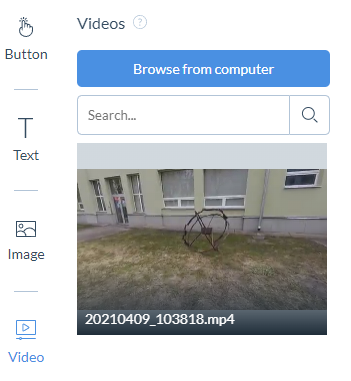 Button
Text
Image
Video
Videos ?
Browse from computer
Search...
20210409_103818.mp4